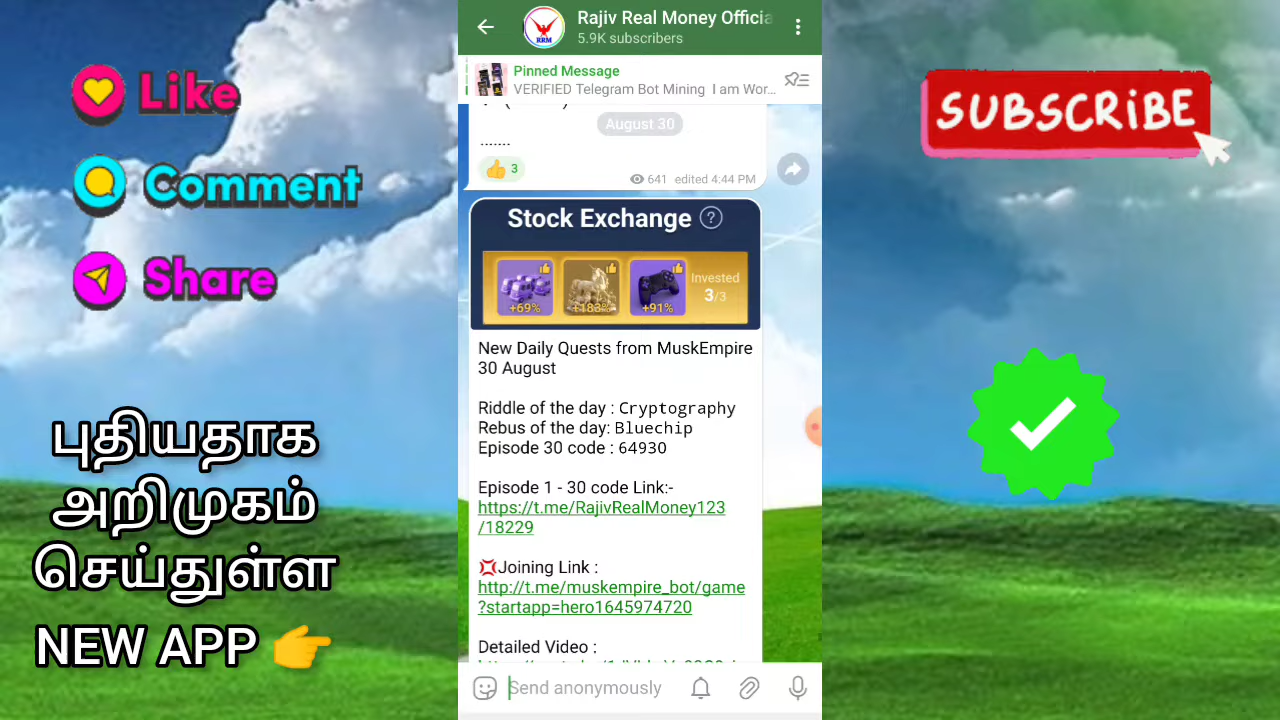 Like
Comment
Share
புதியதாக
அறிமுகம்
செய்துள்ள
NEW APP
Rajiv Real Money Officia
5.9K subscribers
RRM
Pinned Message
VERIFIED Telegram Bot Mining I am Wor...
August 30
.......
3
641 edited 4:44 PM
Stock Exchange ?
+69% +183% +91%
Invested
3/3
New Daily Quests from MuskEmpire
30 August
Riddle of the day : Cryptography
Rebus of the day: Bluechip
Episode 30 code : 64930
Episode 1 - 30 code Link:-
https://t.me/RajivRealMoney123
/18229
Joining Link :
http://t.me/muskempire_bot/game
?startapp=hero1645974720
Detailed Video :
Send anonymously
SUBSCRIBE